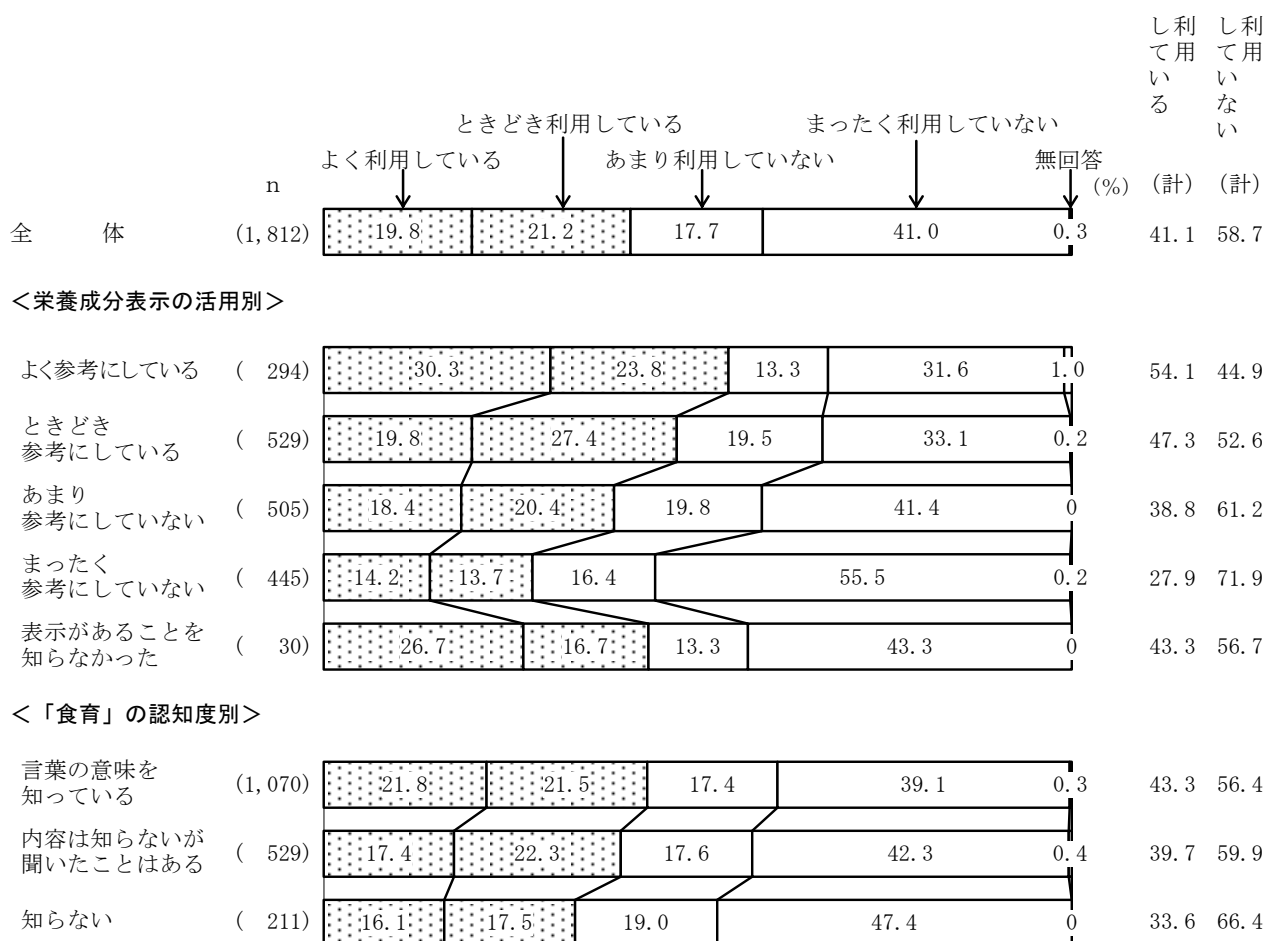 利用している
利用していない
ときどき利用している
まったく利用していない
よく利用している
あまり利用していない
無回答
n
(%)
(計)
(計)
全 体 (1,812) 19.8 21.2 17.7 41.0 0.3 41.1 58.7
＜栄養成分表示の活用別＞
よく参考にしている ( 294) 30.3 23.8 13.3 31.6 1.0 54.1 44.9
ときどき
参考にしている ( 529) 19.8 27.4 19.5 33.1 0.2 47.3 52.6
あまり
参考にしていない ( 505) 18.4 20.4 19.8 41.4 0 38.8 61.2
まったく
参考にしていない ( 445) 14.2 13.7 16.4 55.5 0.2 27.9 71.9
表示があることを
知らなかった ( 30) 26.7 16.7 13.3 43.3 0 43.3 56.7
＜「食育」の認知度別＞
言葉の意味を
知っている (1,070) 21.8 21.5 17.4 39.1 0.3 43.3 56.4
内容は知らないが
聞いたことはある ( 529) 17.4 22.3 17.6 42.3 0.4 39.7 59.9
知らない ( 211) 16.1 17.5 19.0 47.4 0 33.6 66.4